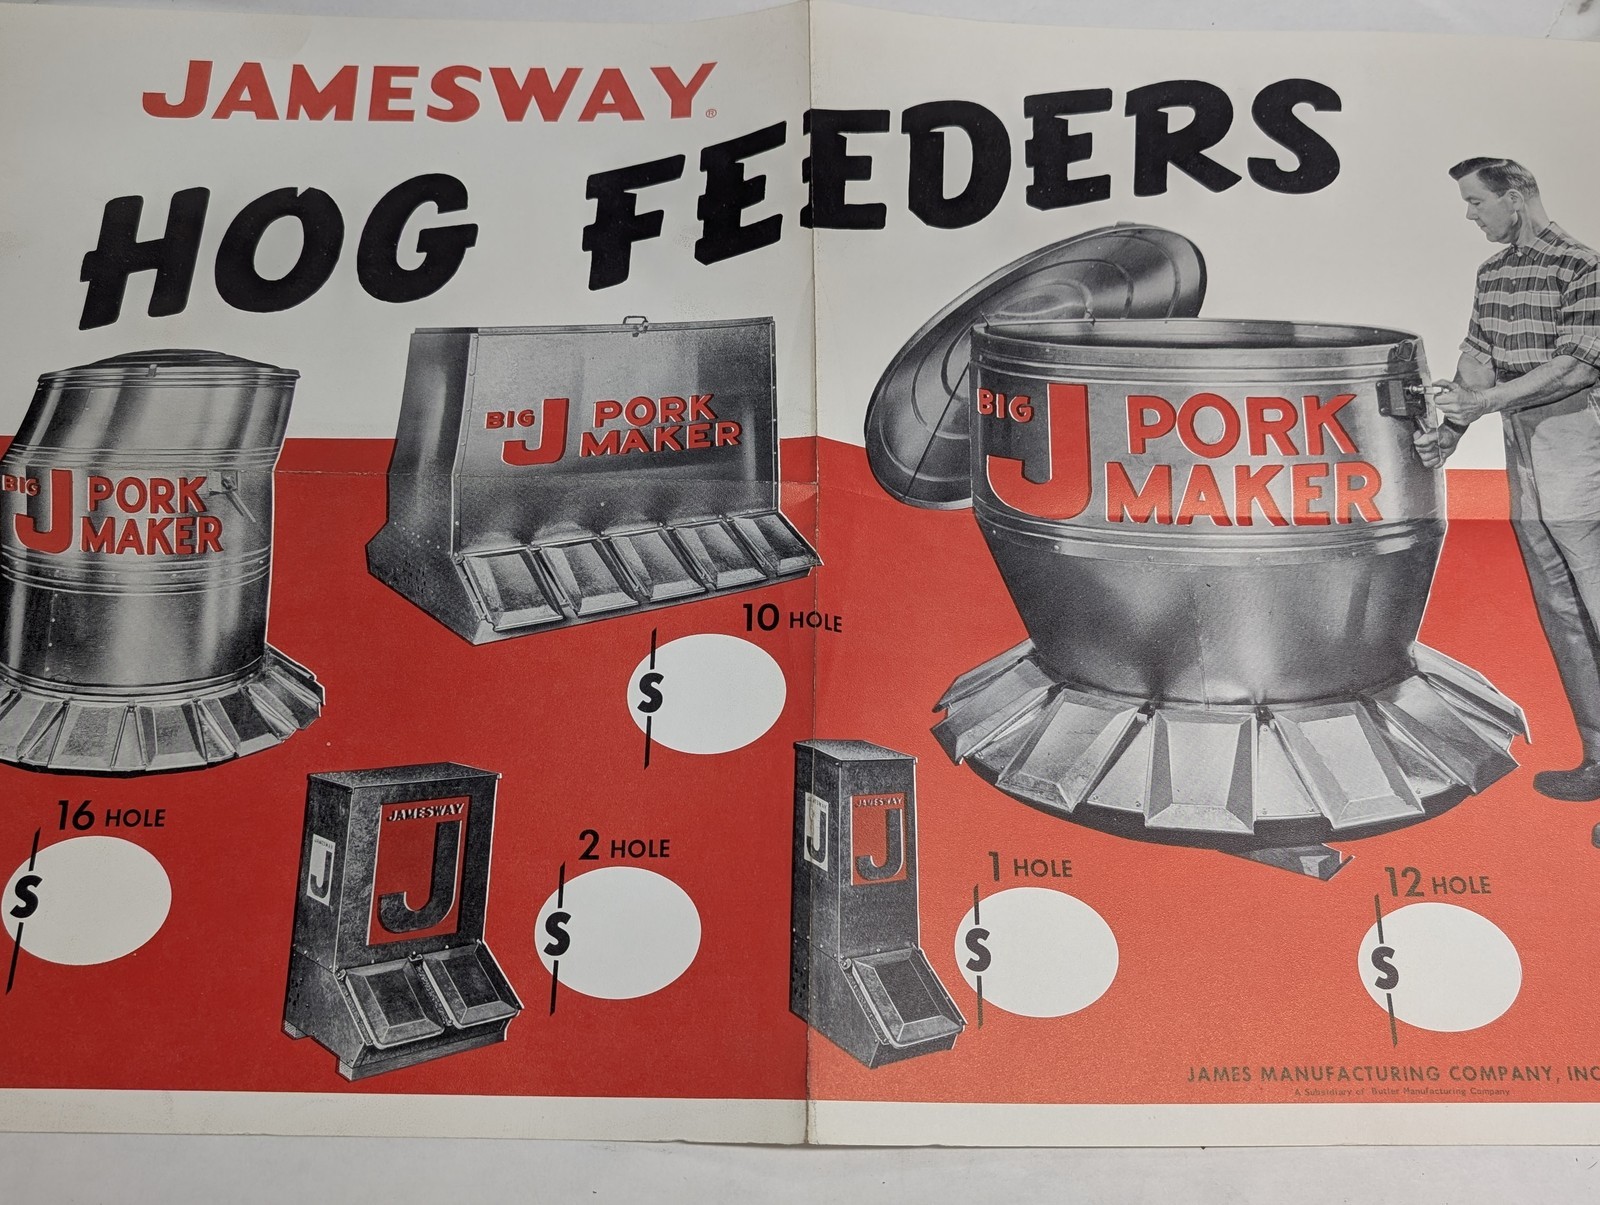 JAMESWAY®
HOG FEEDERS
BIG J PORK MAKER
BIG J PORK MAKER
BIG J PORK MAKER
10 HOLE
$
16 HOLE
$
JAMESWAY
J
JAMESWAY
J
2 HOLE
$
J
JAMESWAY
J
1 HOLE
$
12 HOLE
$
JAMES MANUFACTURING COMPANY, INC
A Subsidiary of Butler Manufacturing Company